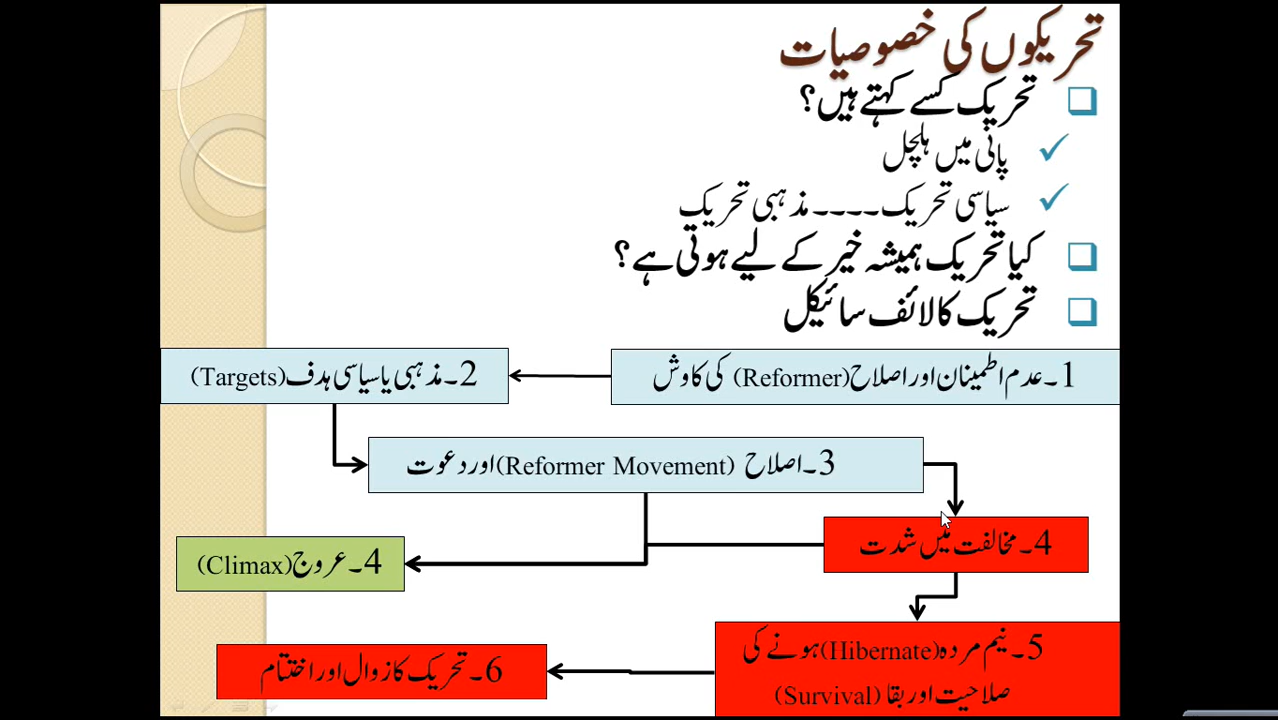 تحریکوں کی خصوصیات
تحریک کسے کہتے ہیں؟
پانی میں ہلچل
سیاسی تحریک۔۔۔۔مذہبی تحریک
کیا تحریک ہمیشہ خیر کے لیے ہوتی ہے؟
تحریک کا لائف سائیکل
1۔عدم اطمینان اور اصلاح(Reformer) کی کاوش
2۔مذہبی یا سیاسی ہدف(Targets)
3۔اصلاح (Reformer Movement)اور دعوت
4۔مخالفت میں شدت
4۔عروج(Climax)
5۔نیم مردہ(Hibernate)ہونے کی
صلاحیت اور بقا (Survival)
6۔تحریک کا زوال اور اختتام